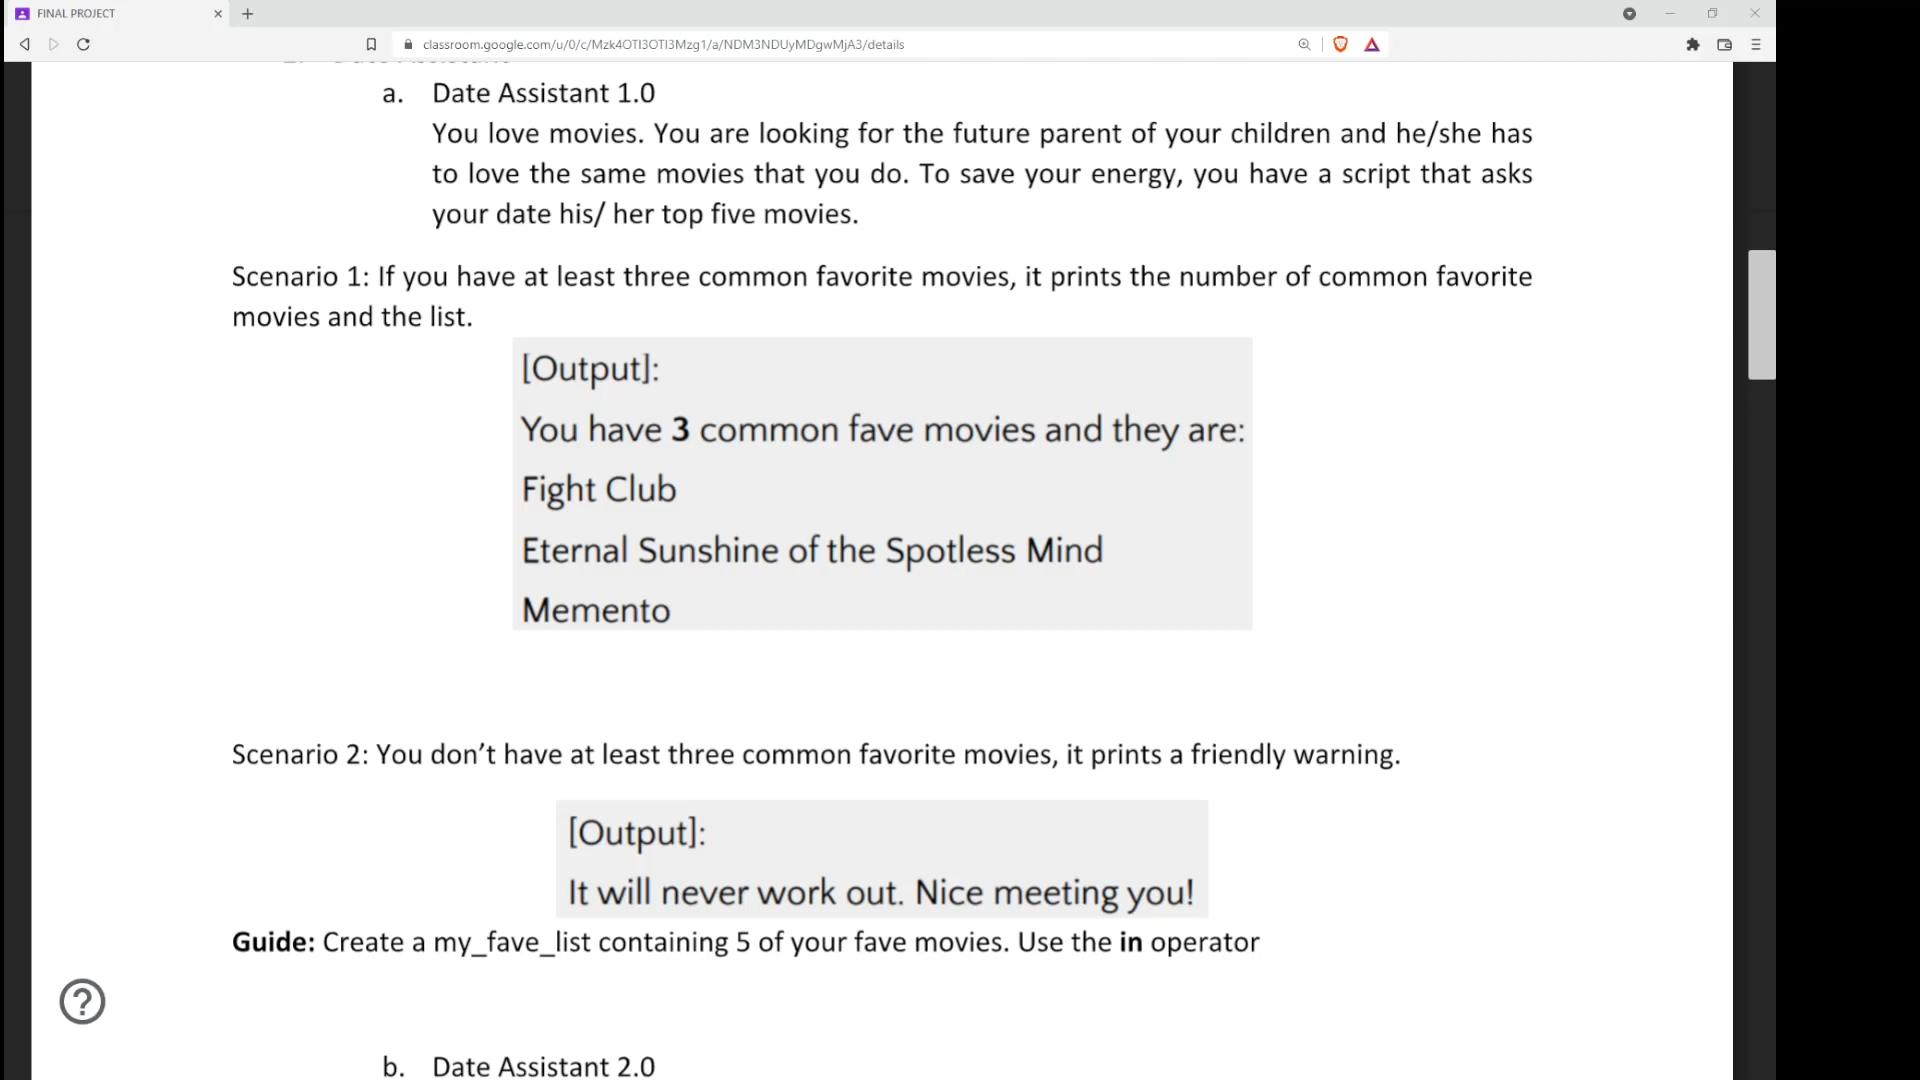 FINAL PROJECT
classroom.google.com/u/0/c/Mzk4OTI3OTI3Mzg1/a/NDM3NDUyMDgwMjA3/details
a. Date Assistant 1.0
You love movies. You are looking for the future parent of your children and he/she has
to love the same movies that you do. To save your energy, you have a script that asks
your date his/ her top five movies.
Scenario 1: If you have at least three common favorite movies, it prints the number of common favorite
movies and the list.
[Output]:
You have 3 common fave movies and they are:
Fight Club
Eternal Sunshine of the Spotless Mind
Memento
Scenario 2: You don’t have at least three common favorite movies, it prints a friendly warning.
[Output]:
It will never work out. Nice meeting you!
Guide: Create a my_fave_list containing 5 of your fave movies. Use the in operator
b. Date Assistant 2.0